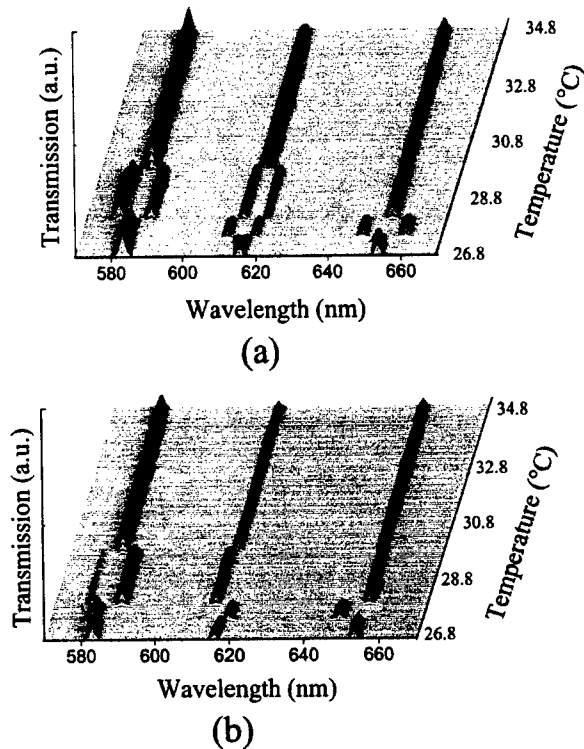 Transmission (a.u.)
34.8
32.8
30.8
28.8
26.8
Temperature (°C)
580 600 620 640 660
Wavelength (nm)
(a)
Transmission (a.u.)
34.8
32.8
30.8
28.8
26.8
Temperature (°C)
580 600 620 640 660
Wavelength (nm)
(b)